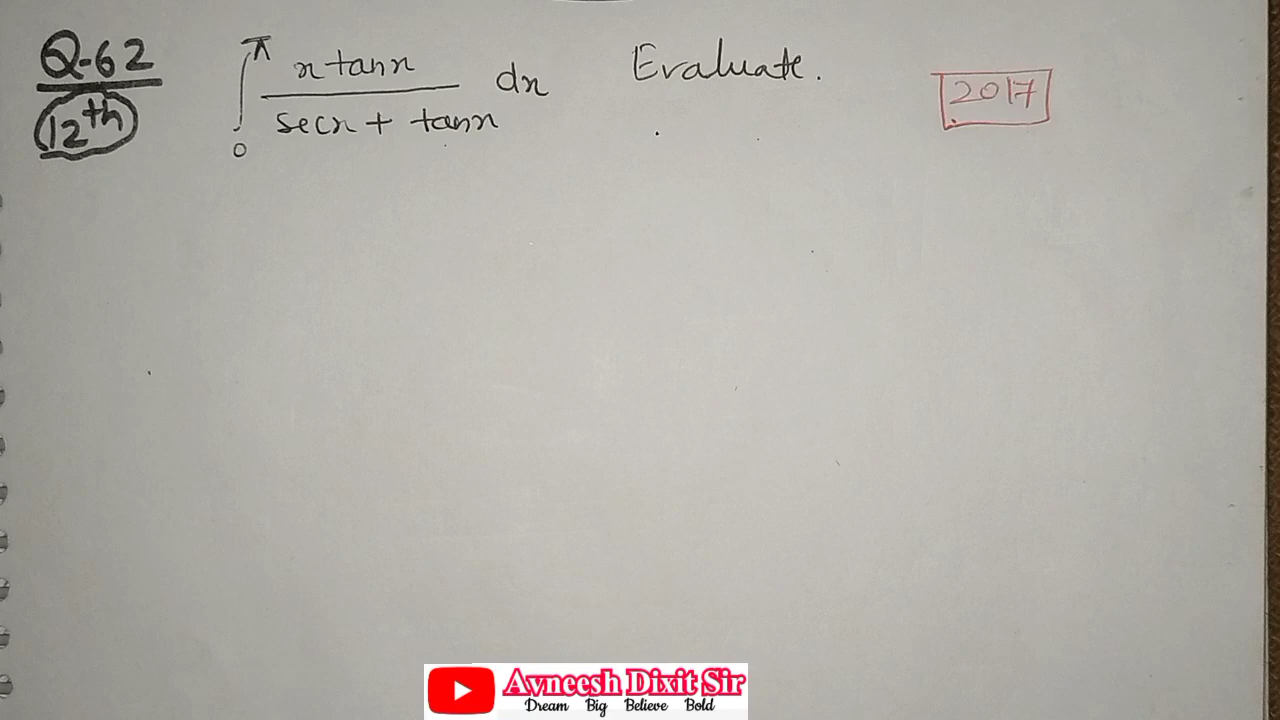 Q-62
12th
∫₀^π x tanx / secx + tanx dx Evaluate.
2017
Avneesh Dixit Sir
Dream Big Believe Bold